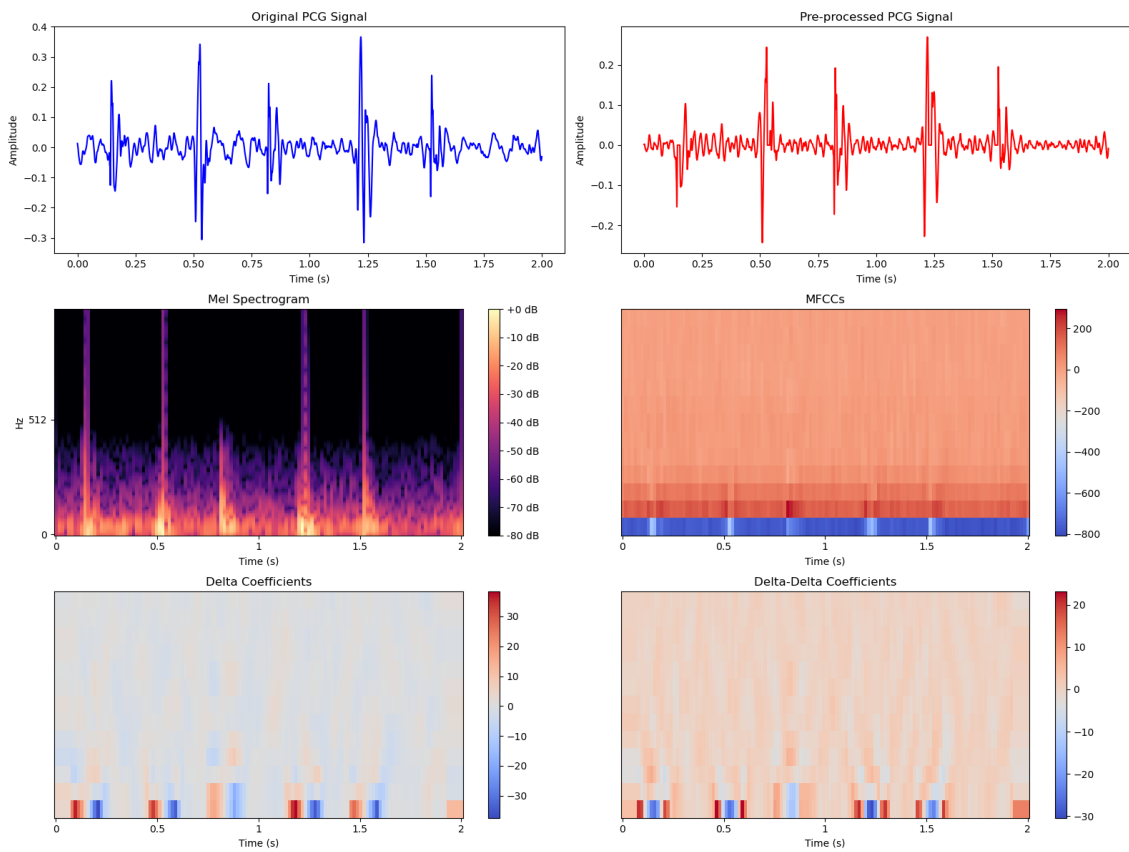 Original PCG Signal
Amplitude
0.4
0.3
0.2
0.1
0.0
−0.1
−0.2
−0.3
0.00 0.25 0.50 0.75 1.00 1.25 1.50 1.75 2.00
Time (s)
Pre-processed PCG Signal
Amplitude
0.2
0.1
0.0
−0.1
−0.2
0.00 0.25 0.50 0.75 1.00 1.25 1.50 1.75 2.00
Time (s)
Mel Spectrogram
Hz
512
0
0 0.5 1 1.5 2
Time (s)
+0 dB
-10 dB
-20 dB
-30 dB
-40 dB
-50 dB
-60 dB
-70 dB
-80 dB
MFCCs
0 0.5 1 1.5 2
Time (s)
200
0
−200
−400
−600
−800
Delta Coefficients
0 0.5 1 1.5 2
Time (s)
30
20
10
0
−10
−20
−30
Delta-Delta Coefficients
0 0.5 1 1.5 2
Time (s)
20
10
0
−10
−20
−30